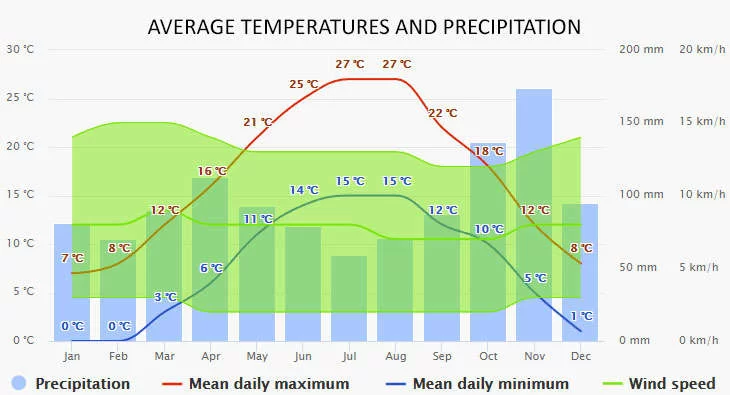 AVERAGE TEMPERATURES AND PRECIPITATION
30 °C 200 mm 20 km/h
27 °C 27 °C
25 °C
25 °C
22 °C
21 °C
20 °C 150 mm 15 km/h
18 °C
16 °C
15 °C 100 mm 10 km/h
15 °C 15 °C
14 °C
12 °C 12 °C 12 °C
11 °C
10 °C
10 °C 50 mm 5 km/h
7 °C 8 °C 8 °C
6 °C
5 °C
5 °C
3 °C
1 °C
0 °C 0 °C
0 °C 0 mm 0 km/h
Jan Feb Mar Apr May Jun Jul Aug Sep Oct Nov Dec
Precipitation Mean daily maximum Mean daily minimum Wind speed